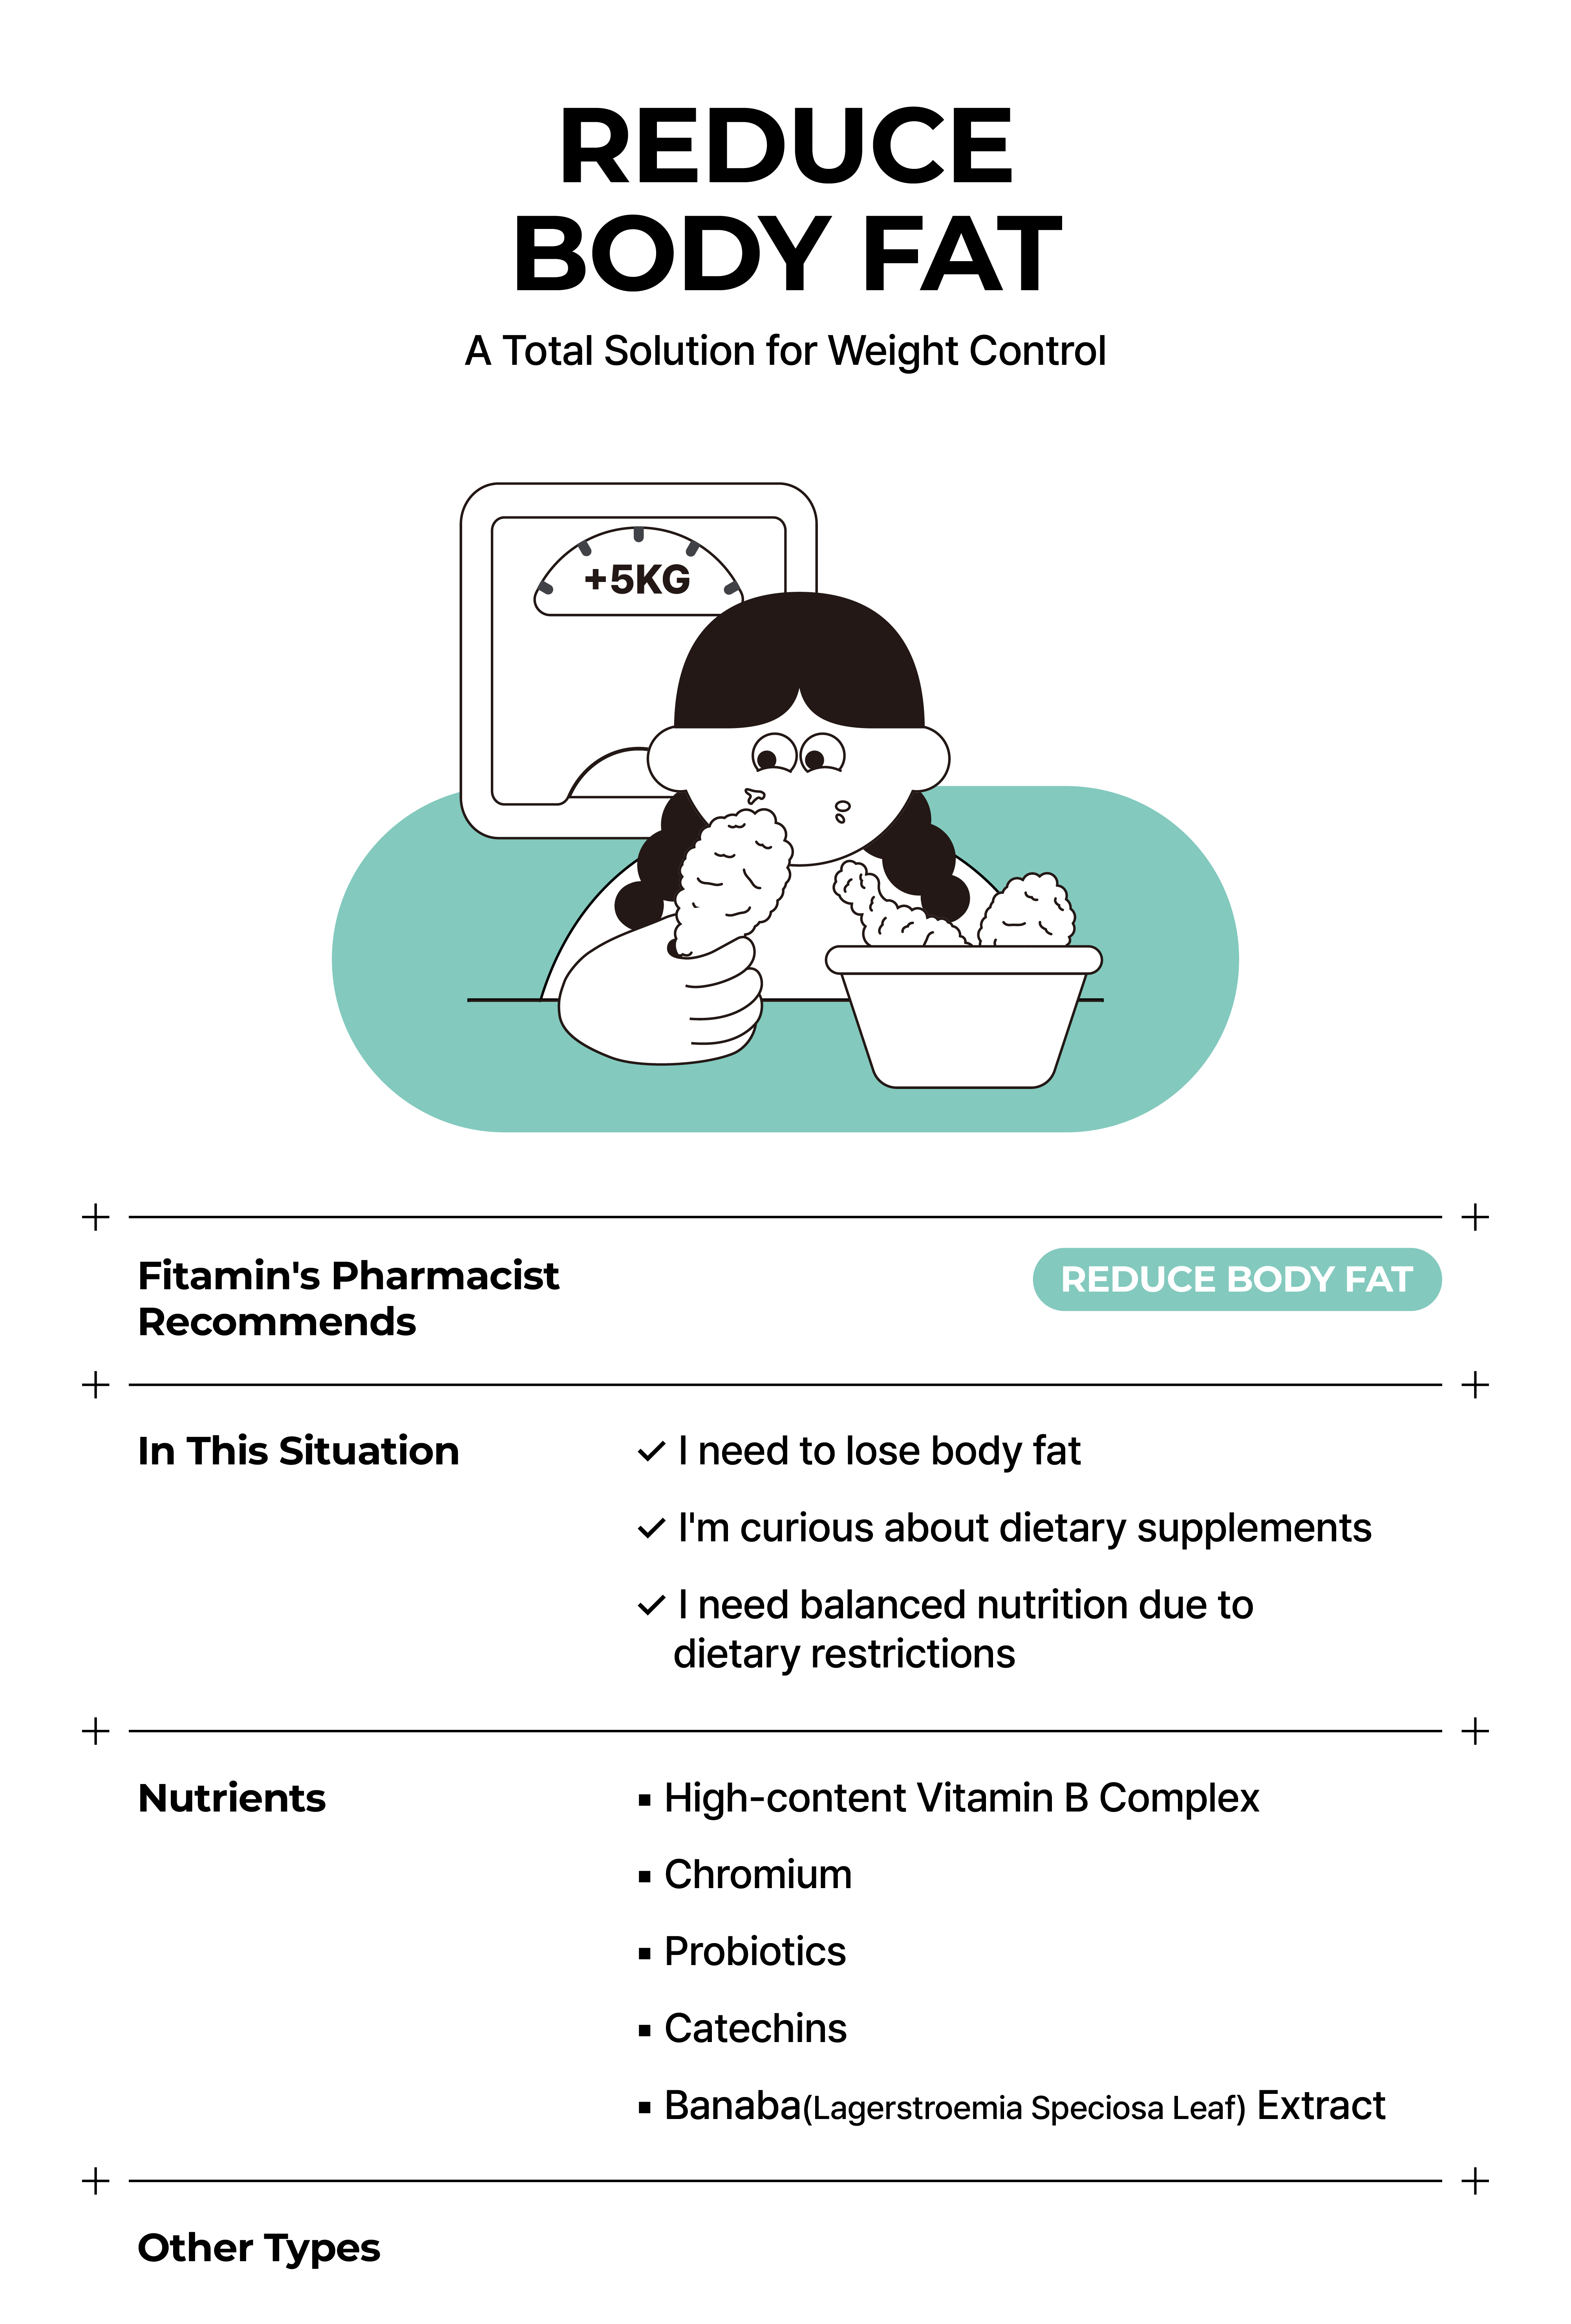 REDUCE
BODY FAT
A Total Solution for Weight Control
+5KG
Fitamin's Pharmacist
Recommends
REDUCE BODY FAT
In This Situation
✓ I need to lose body fat
✓ I'm curious about dietary supplements
✓ I need balanced nutrition due to
dietary restrictions
Nutrients
▪ High-content Vitamin B Complex
▪ Chromium
▪ Probiotics
▪ Catechins
▪ Banaba(Lagerstroemia Speciosa Leaf) Extract
Other Types